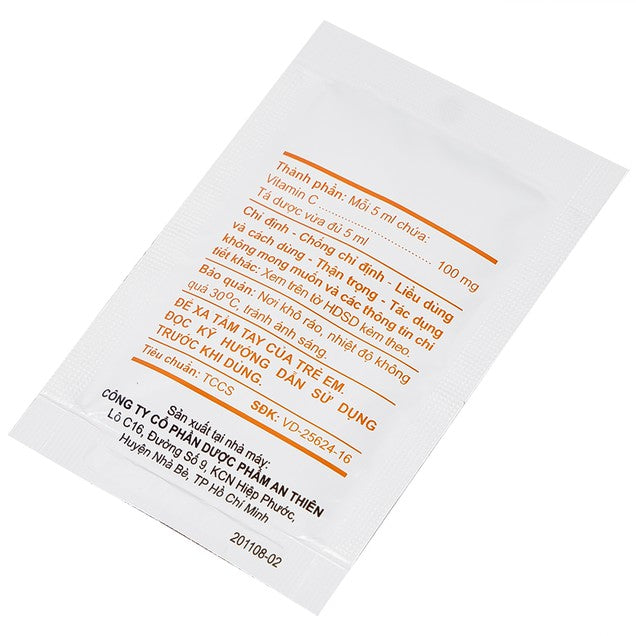 Thành phần: Mỗi 5 ml chứa:
Vitamin C .................... 100 mg
Tá dược vừa đủ 5 ml
Chỉ định - Chống chỉ định - Liều dùng
và cách dùng - Thận trọng - Tác dụng
không mong muốn và các thông tin chi
tiết khác: Xem trên tờ HDSD kèm theo.
Bảo quản: Nơi khô ráo, nhiệt độ không
quá 30°C, tránh ánh sáng.
ĐỂ XA TẦM TAY CỦA TRẺ EM.
ĐỌC KỸ HƯỚNG DẪN SỬ DỤNG
TRƯỚC KHI DÙNG.
Tiêu chuẩn: TCCS SĐK: VD-25624-16
Sản xuất tại nhà máy:
CÔNG TY CỔ PHẦN DƯỢC PHẨM AN THIÊN
Lô C16, Đường Số 9, KCN Hiệp Phước,
Huyện Nhà Bè, TP Hồ Chí Minh
201108-02